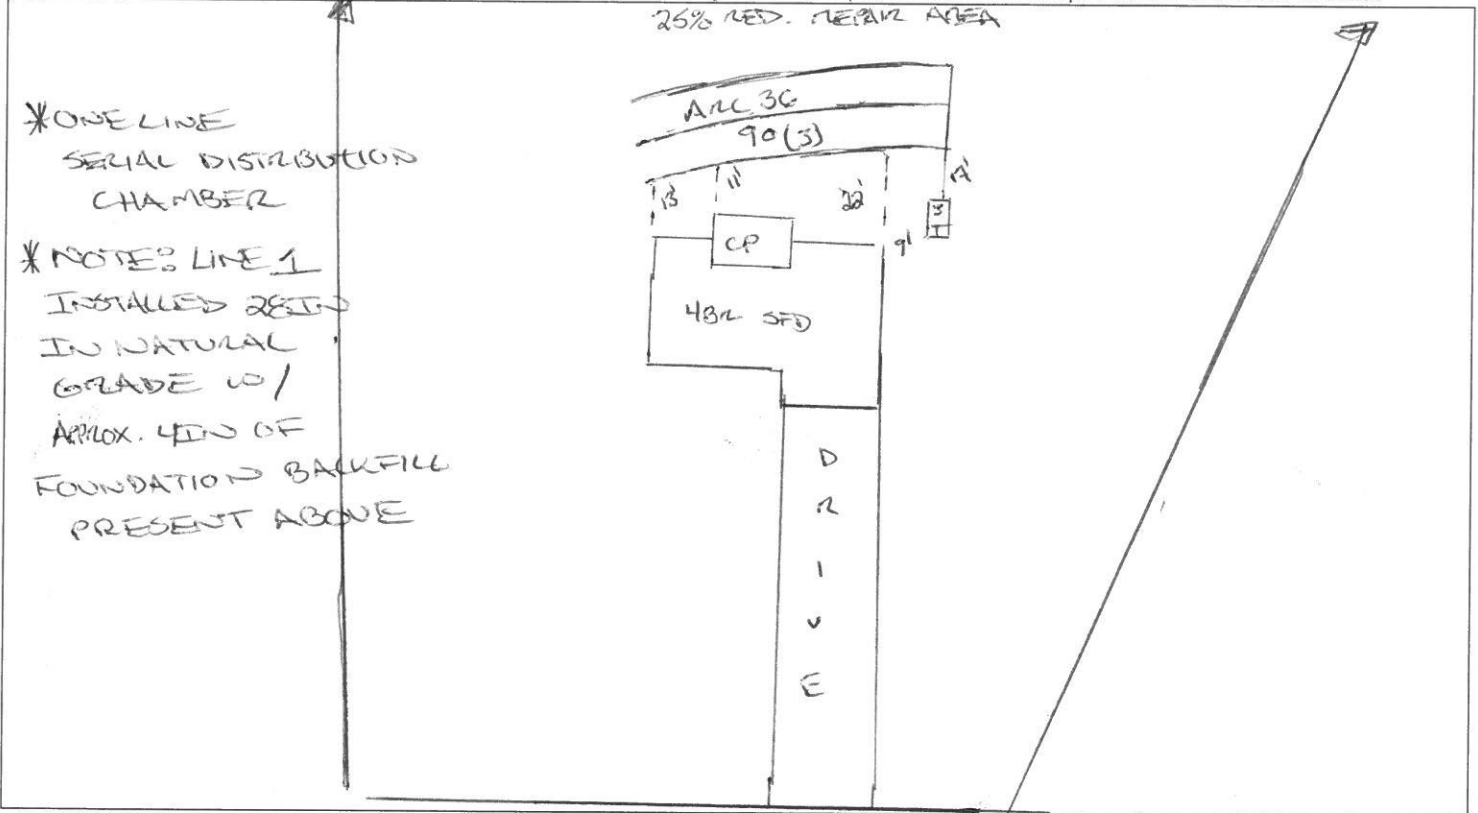 25% RED. REPAIR AREA
*ONE LINE
SERIAL DISTRIBUTION
CHAMBER
*NOTE: LINE 1
INSTALLED 28IN
IN NATURAL
GRADE W/
APPROX. 4IN OF
FOUNDATION BACKFILL
PRESENT ABOVE
ARC 36
90(3)
13'
11'
22'
9'
CP
4BR SFD
D
R
I
V
E